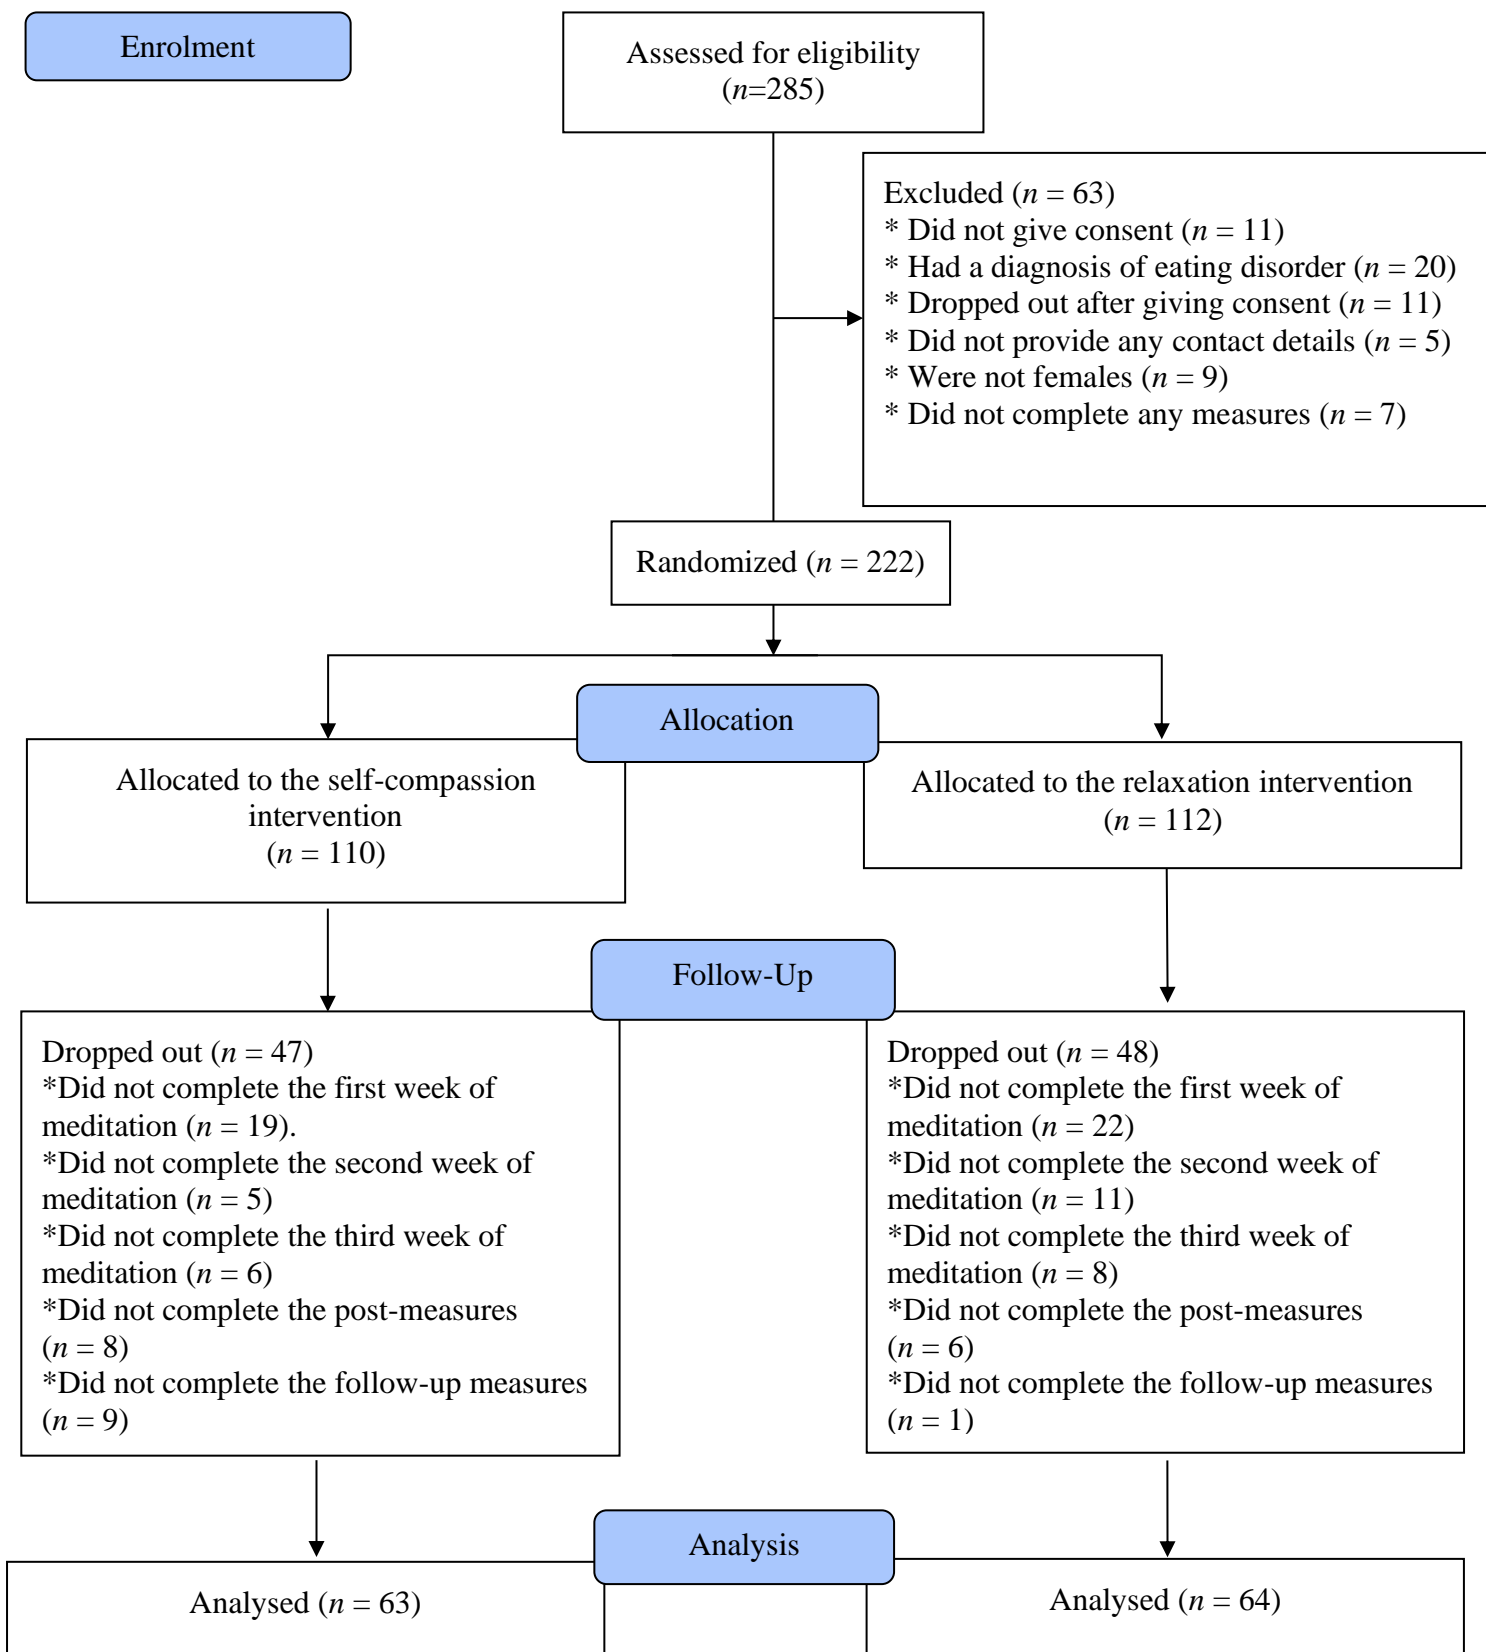 Enrolment
Assessed for eligibility
(n=285)
Excluded (n = 63)
* Did not give consent (n = 11)
* Had a diagnosis of eating disorder (n = 20)
* Dropped out after giving consent (n = 11)
* Did not provide any contact details (n = 5)
* Were not females (n = 9)
* Did not complete any measures (n = 7)
Randomized (n = 222)
Allocation
Allocated to the self-compassion
intervention
(n = 110)
Allocated to the relaxation intervention
(n = 112)
Follow-Up
Dropped out (n = 47)
*Did not complete the first week of
meditation (n = 19).
*Did not complete the second week of
meditation (n = 5)
*Did not complete the third week of
meditation (n = 6)
*Did not complete the post-measures
(n = 8)
*Did not complete the follow-up measures
(n = 9)
Dropped out (n = 48)
*Did not complete the first week of
meditation (n = 22)
*Did not complete the second week of
meditation (n = 11)
*Did not complete the third week of
meditation (n = 8)
*Did not complete the post-measures
(n = 6)
*Did not complete the follow-up measures
(n = 1)
Analysis
Analysed (n = 63)
Analysed (n = 64)